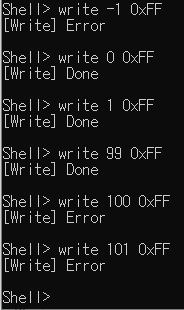 Shell> write -1 0xFF
[Write] Error
Shell> write 0 0xFF
[Write] Done
Shell> write 1 0xFF
[Write] Done
Shell> write 99 0xFF
[Write] Done
Shell> write 100 0xFF
[Write] Error
Shell> write 101 0xFF
[Write] Error
Shell>